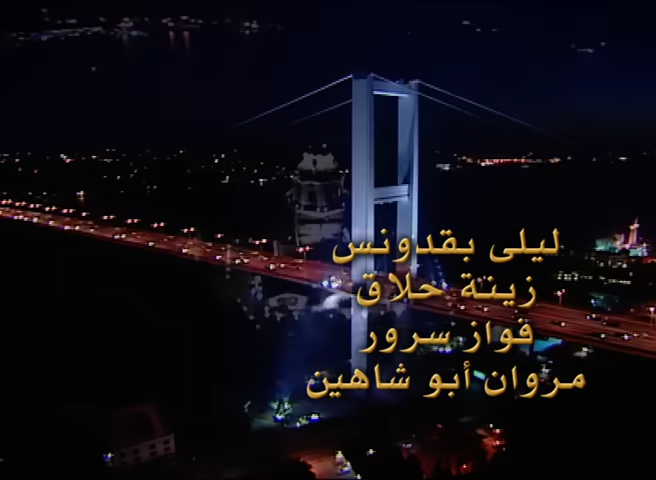 ليلى بقدونس
زينة حلاق
فواز سرور
مروان أبو شاهين